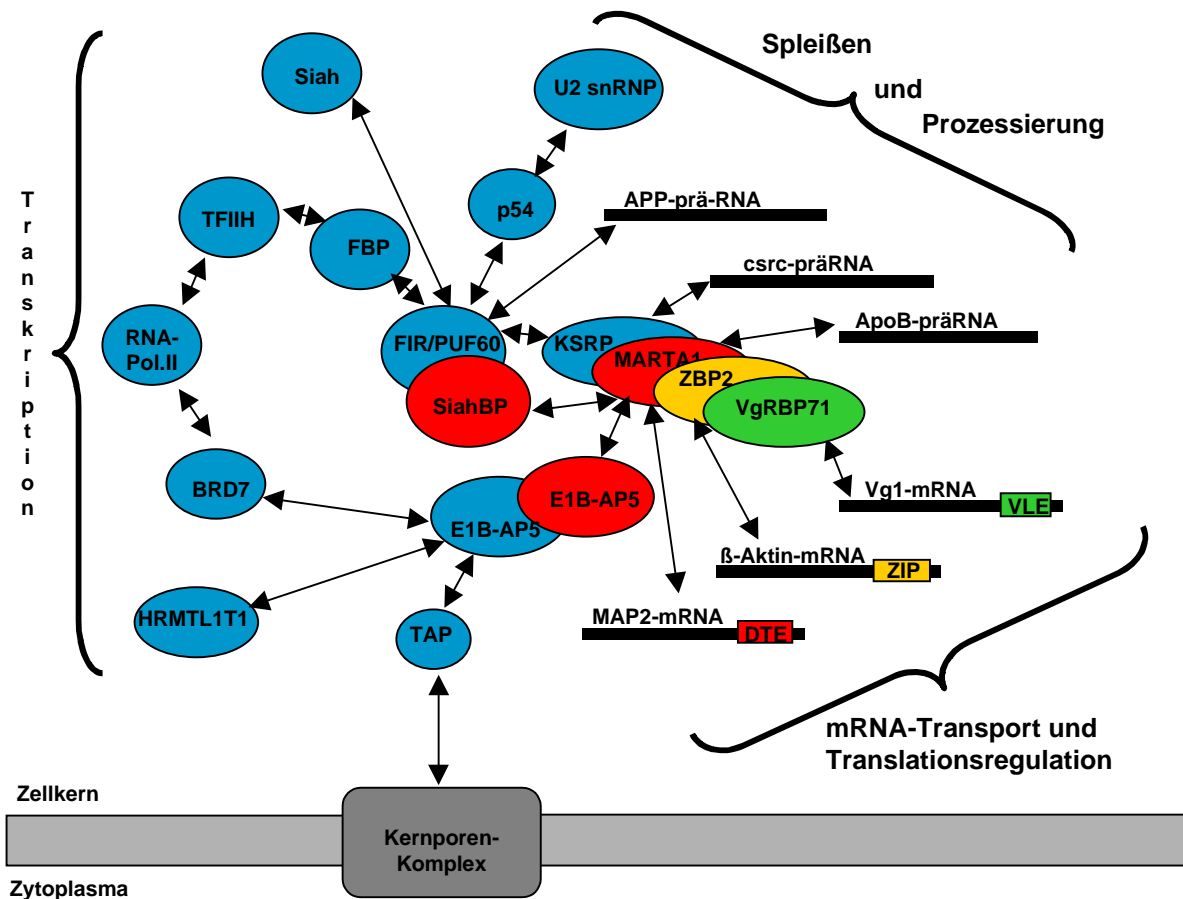 Spleißen
und
Prozessierung
Siah
U2 snRNP
Transkription
p54
APP-prä-RNA
TFIIH
FBP
csrc-präRNA
RNA-
Pol.II
FIR/PUF60
KSRP
ApoB-präRNA
MARTA1
ZBP2
SiahBP
VgRBP71
BRD7
E1B-AP5
E1B-AP5
Vg1-mRNA
VLE
ß-Aktin-mRNA
ZIP
HRMTL1T1
TAP
MAP2-mRNA
DTE
mRNA-Transport und
Translationsregulation
Zellkern
Kernporen-
Komplex
Zytoplasma